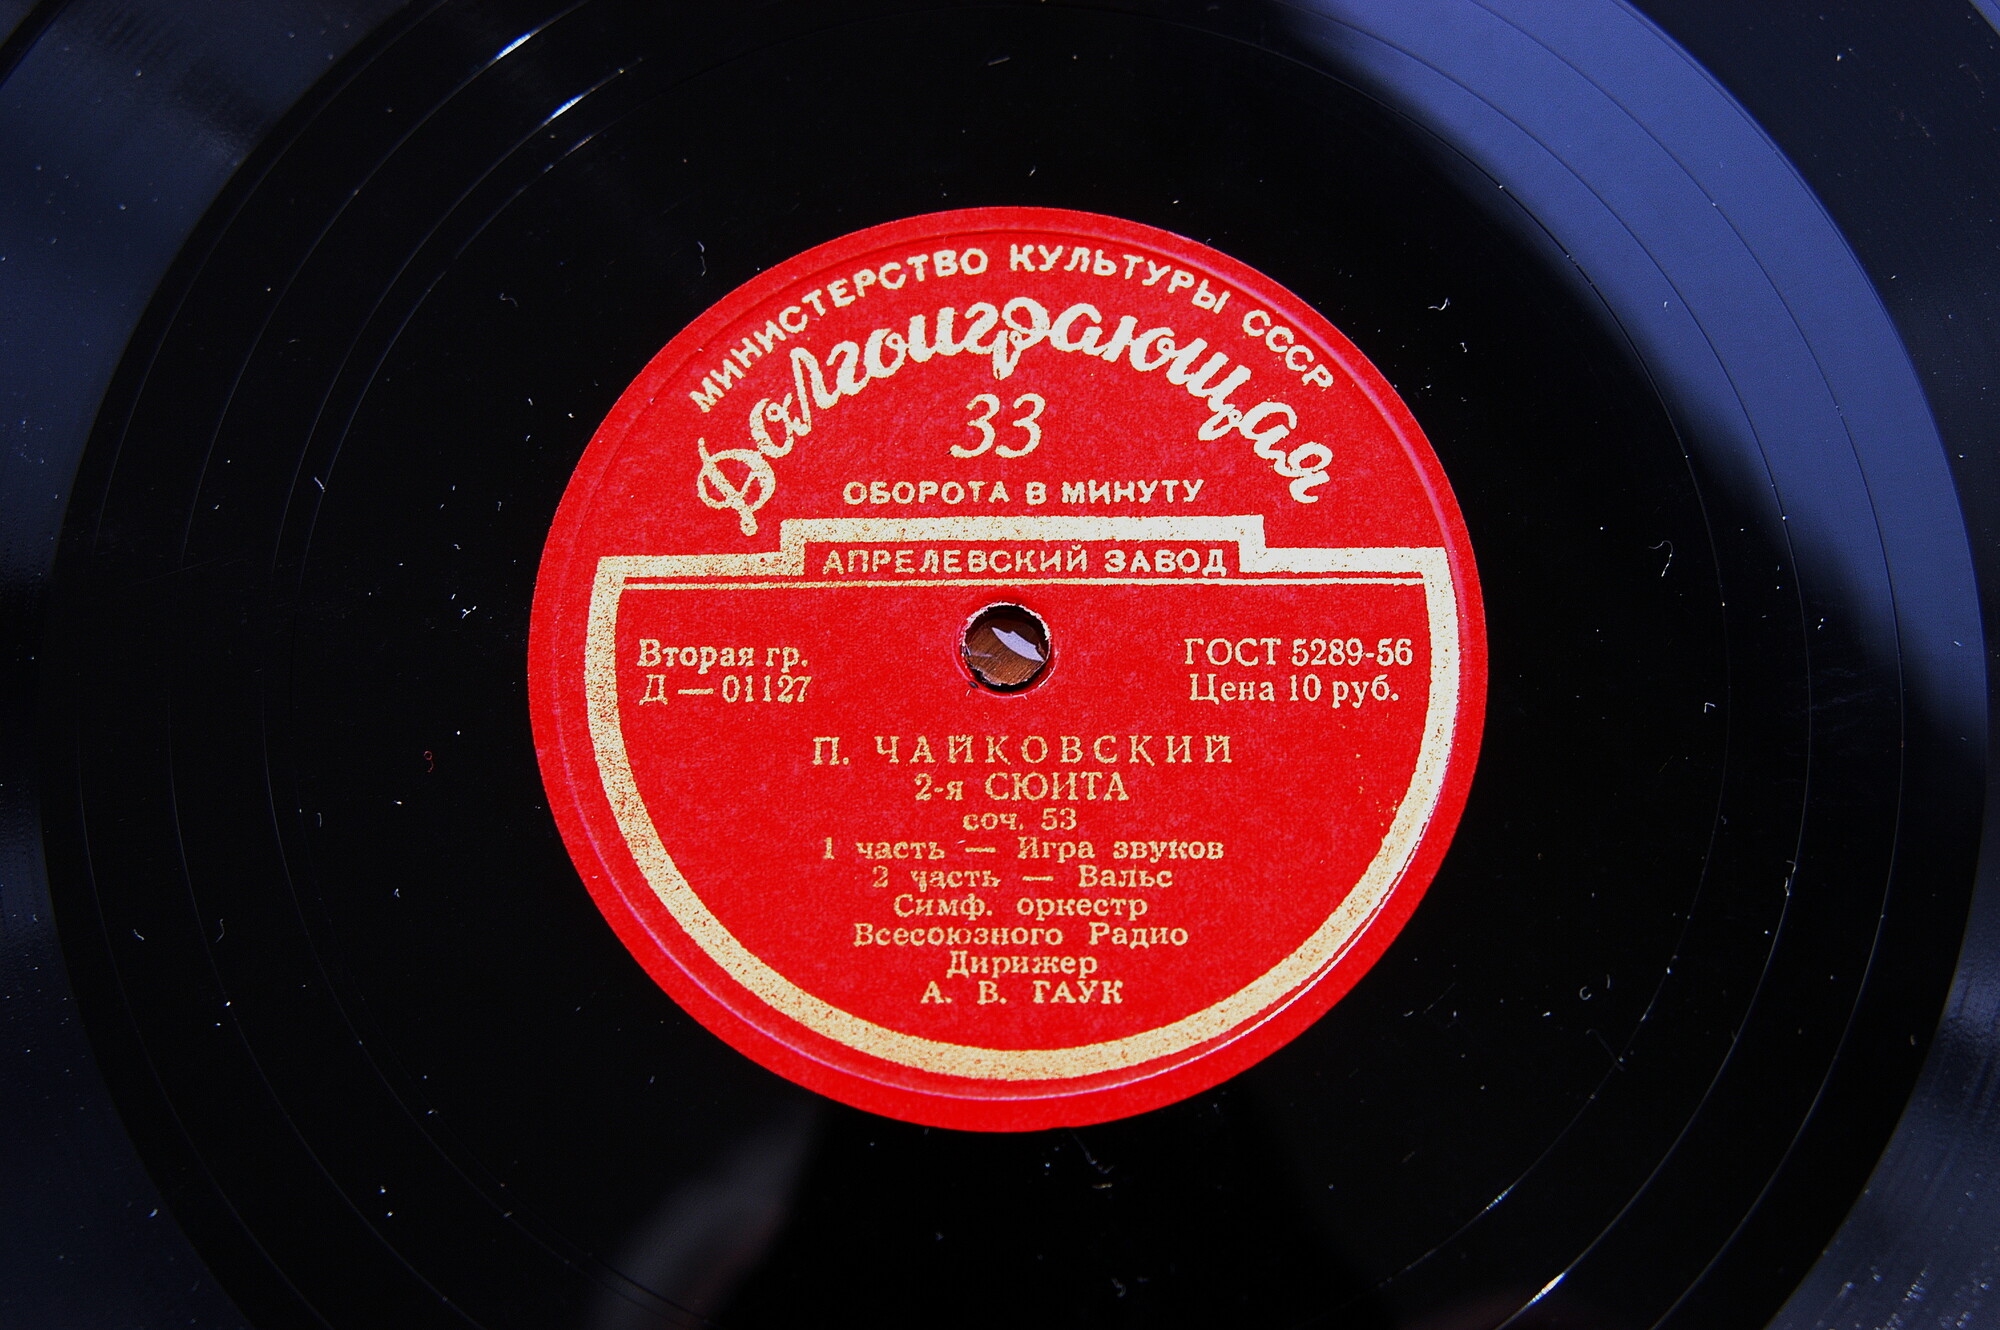 МИНИСТЕРСТВО КУЛЬТУРЫ СССР
Долгоиграющая
33
ОБОРОТА В МИНУТУ
АПРЕЛЕВСКИЙ ЗАВОД
Вторая гр.
Д — 01127
ГОСТ 5289-56
Цена 10 руб.
П. ЧАЙКОВСКИЙ
2-я СЮИТА
соч. 53
1 часть — Игра звуков
2 часть — Вальс
Симф. оркестр
Всесоюзного Радио
Дирижер
А. В. ГАУК